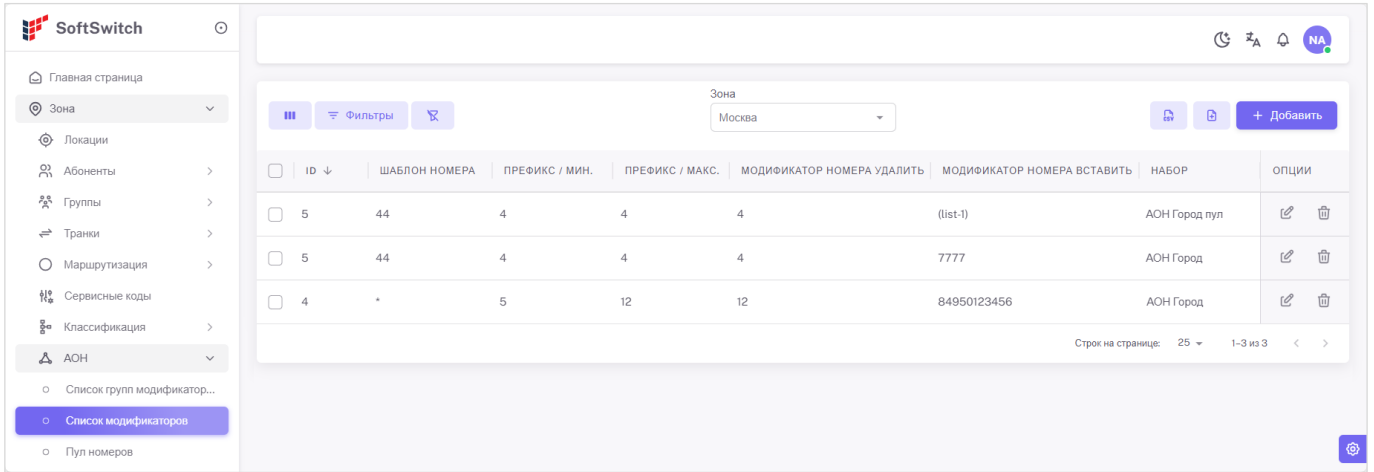 SoftSwitch
NA
Главная страница
Зона
Локации
Абоненты
Группы
Транки
Маршрутизация
Сервисные коды
Классификация
АОН
Список групп модификатор...
Список модификаторов
Пул номеров
Зона
Фильтры
Москва
CSV
+ Добавить
ID ↓ ШАБЛОН НОМЕРА ПРЕФИКС / МИН. ПРЕФИКС / МАКС. МОДИФИКАТОР НОМЕРА УДАЛИТЬ МОДИФИКАТОР НОМЕРА ВСТАВИТЬ НАБОР ОПЦИИ
5 44 4 4 4 (list-1) АОН Город пул
5 44 4 4 4 7777 АОН Город
4 * 5 12 12 84950123456 АОН Город
Строк на странице: 25 1–3 из 3